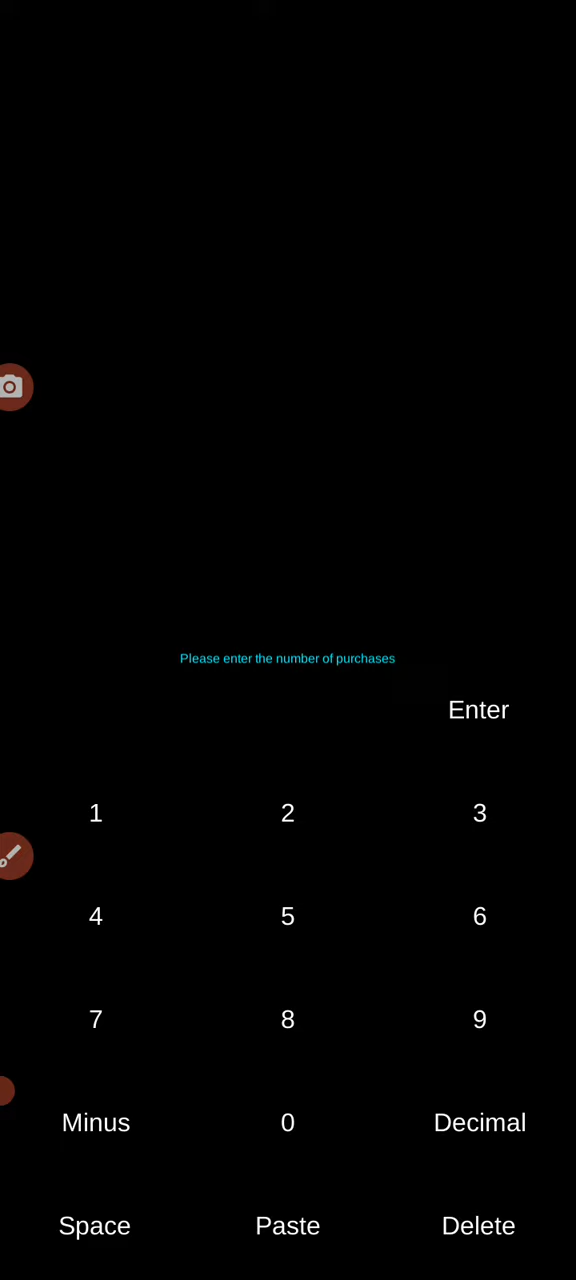 Please enter the number of purchases
Enter
1 2 3
4 5 6
7 8 9
Minus 0 Decimal
Space Paste Delete